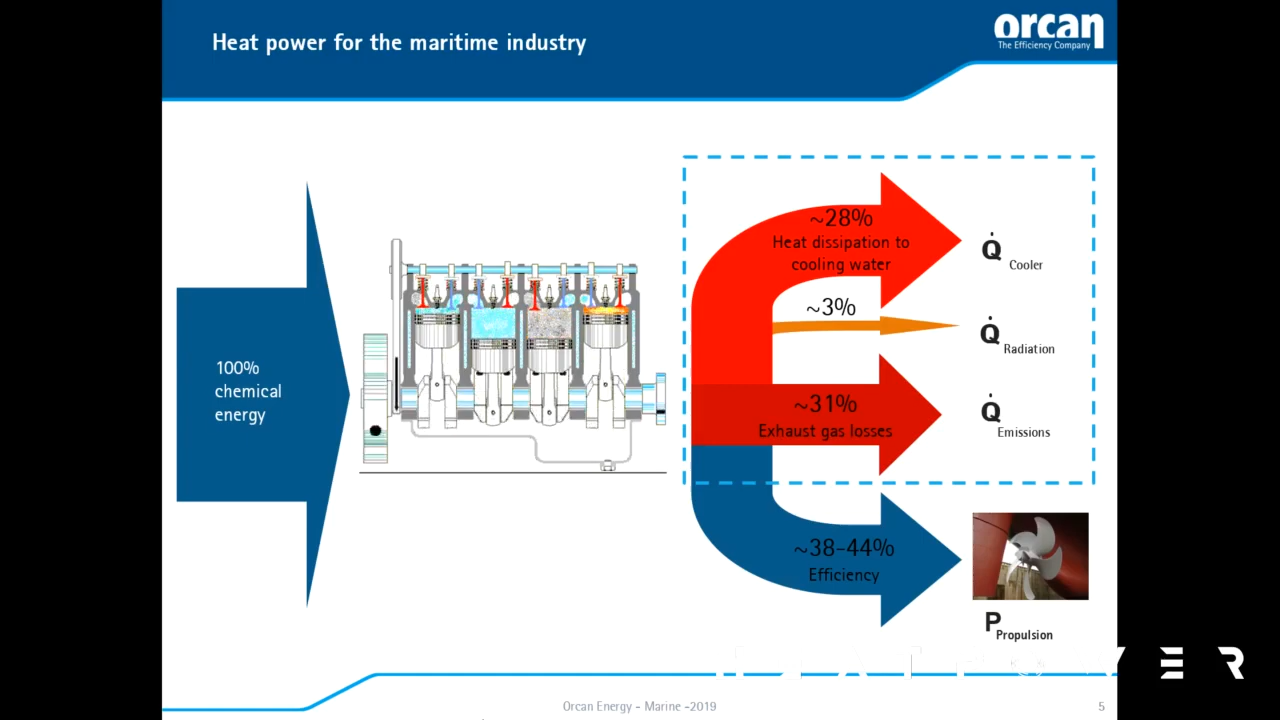 Heat power for the maritime industry
orcan
The Efficiency Company
~28%
Heat dissipation to
cooling water
Q̇ Cooler
~3%
Q̇ Radiation
100%
chemical
energy
~31%
Exhaust gas losses
Q̇ Emissions
~38-44%
Efficiency
P Propulsion
Orcan Energy - Marine -2019
5